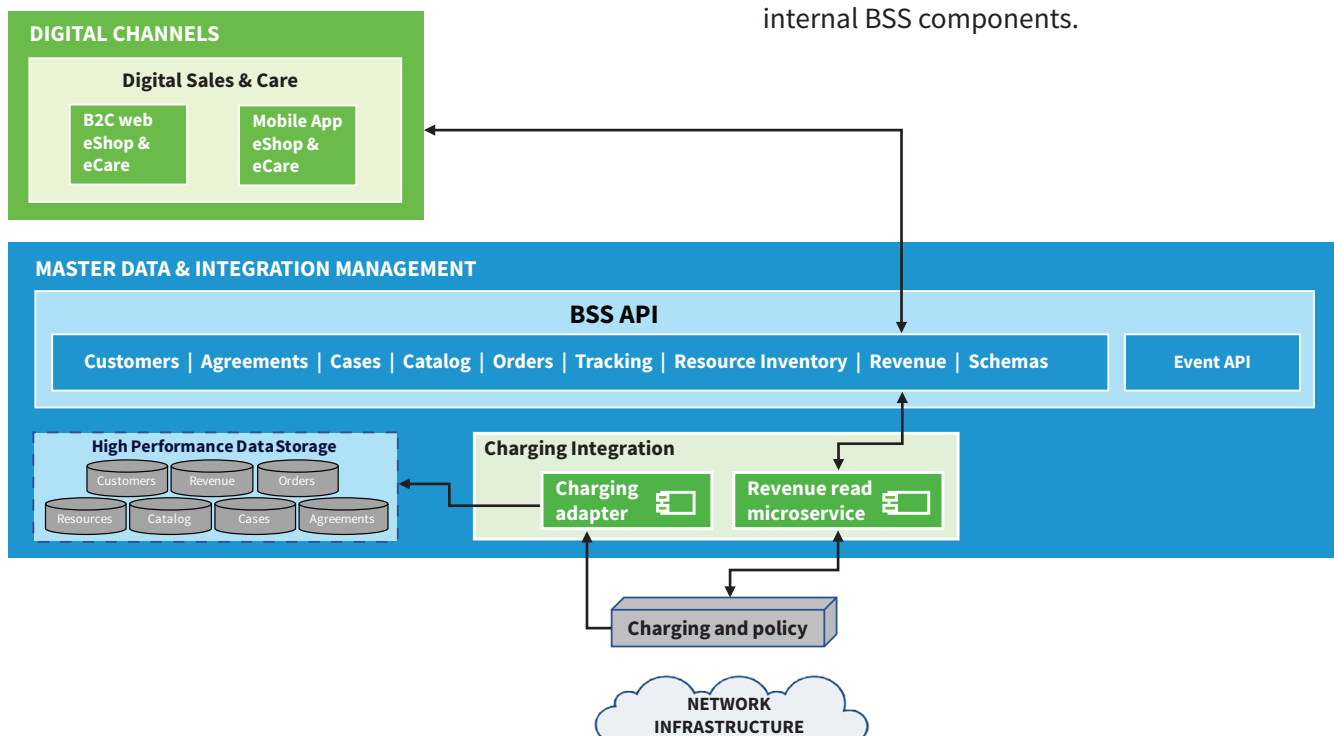 internal BSS components.
DIGITAL CHANNELS
Digital Sales & Care
B2C web
eShop &
eCare
Mobile App
eShop &
eCare
MASTER DATA & INTEGRATION MANAGEMENT
BSS API
Customers | Agreements | Cases | Catalog | Orders | Tracking | Resource Inventory | Revenue | Schemas
Event API
High Performance Data Storage
Customers
Revenue
Orders
Resources
Catalog
Cases
Agreements
Charging Integration
Charging
adapter
Revenue read
microservice
Charging and policy
NETWORK
INFRASTRUCTURE